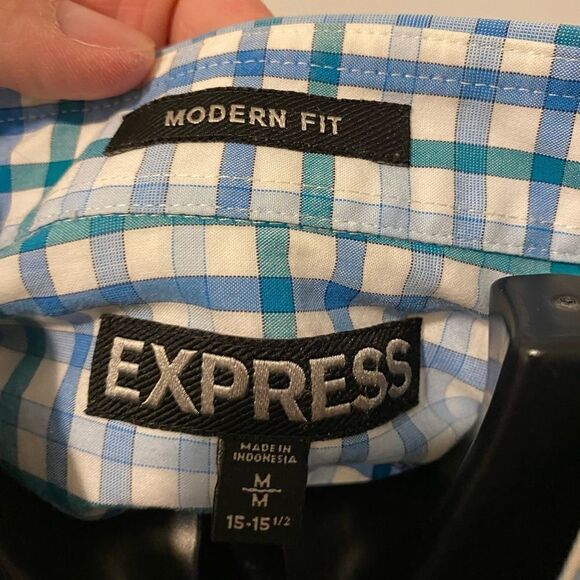 MODERN FIT
EXPRESS
MADE IN
INDONESIA
M
M
15-15 1/2